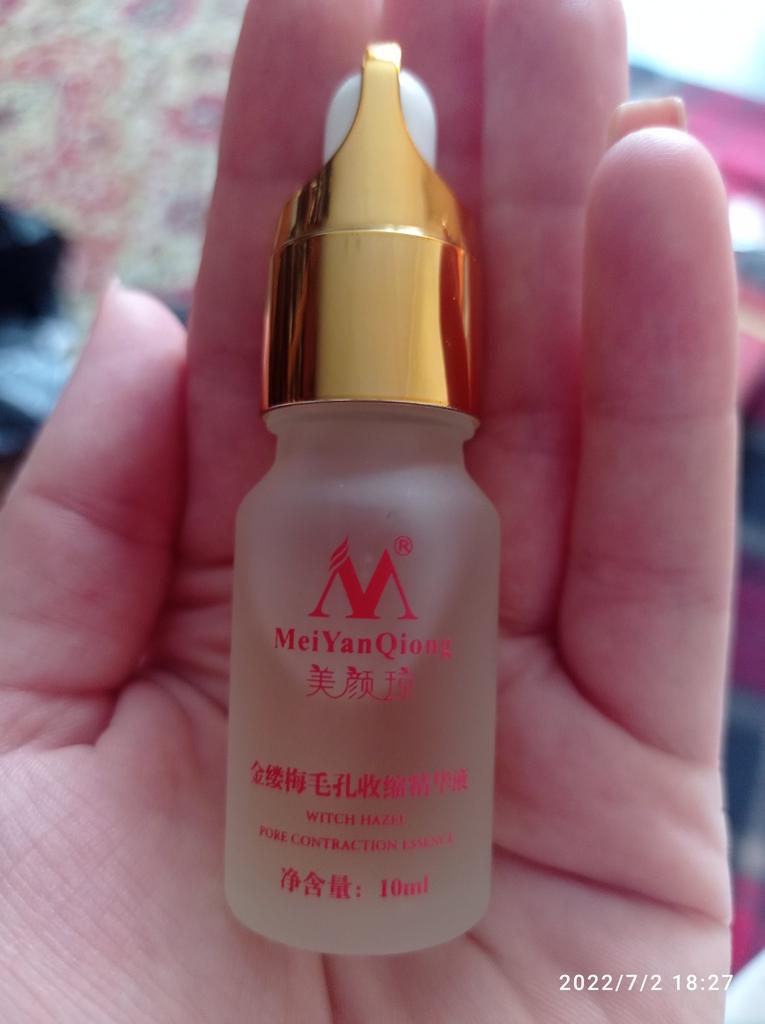 ®
MeiYanQiong
美颜琼
金缕梅毛孔收缩精华液
WITCH HAZEL
PORE CONTRACTION ESSENCE
净含量：10ml
2022/7/2 18:27